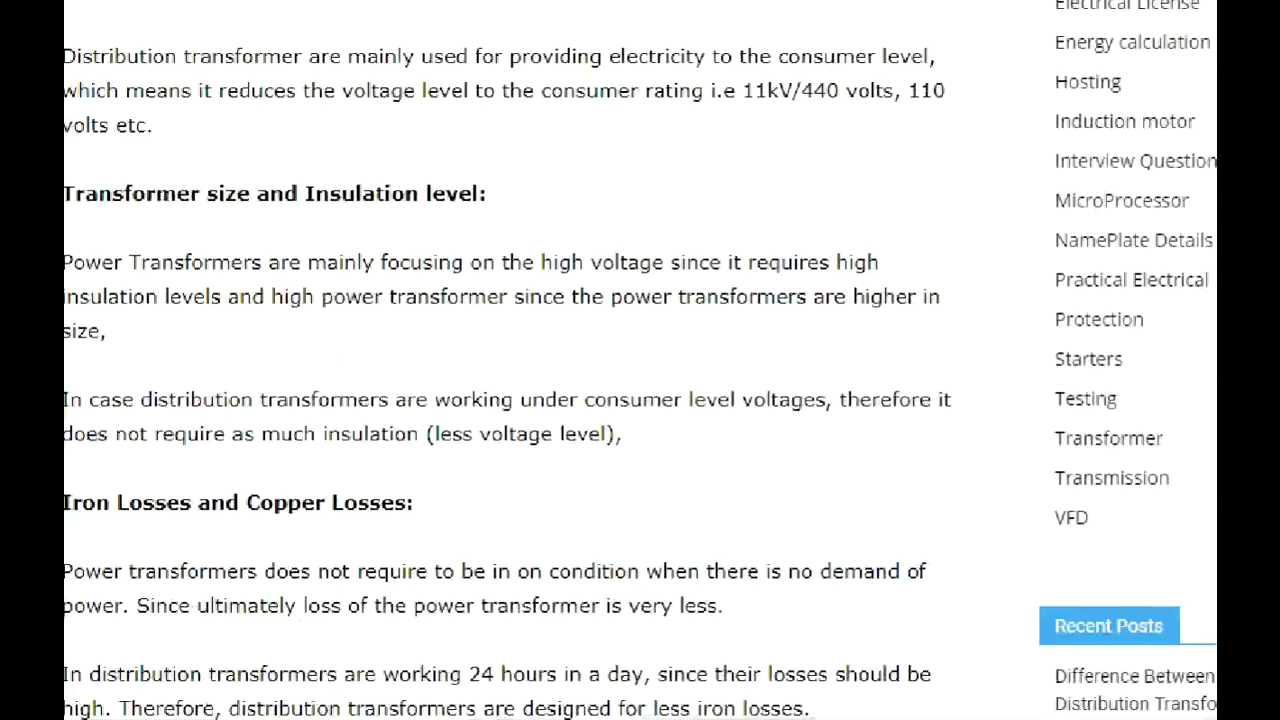 Distribution transformer are mainly used for providing electricity to the consumer level,
which means it reduces the voltage level to the consumer rating i.e 11kV/440 volts, 110
volts etc.
Transformer size and Insulation level:
Power Transformers are mainly focusing on the high voltage since it requires high
insulation levels and high power transformer since the power transformers are higher in
size,
In case distribution transformers are working under consumer level voltages, therefore it
does not require as much insulation (less voltage level),
Iron Losses and Copper Losses:
Power transformers does not require to be in on condition when there is no demand of
power. Since ultimately loss of the power transformer is very less.
In distribution transformers are working 24 hours in a day, since their losses should be
high. Therefore, distribution transformers are designed for less iron losses.
Electrical License
Energy calculation
Hosting
Induction motor
Interview Question
MicroProcessor
NamePlate Details
Practical Electrical
Protection
Starters
Testing
Transformer
Transmission
VFD
Recent Posts
Difference Between
Distribution Transfo